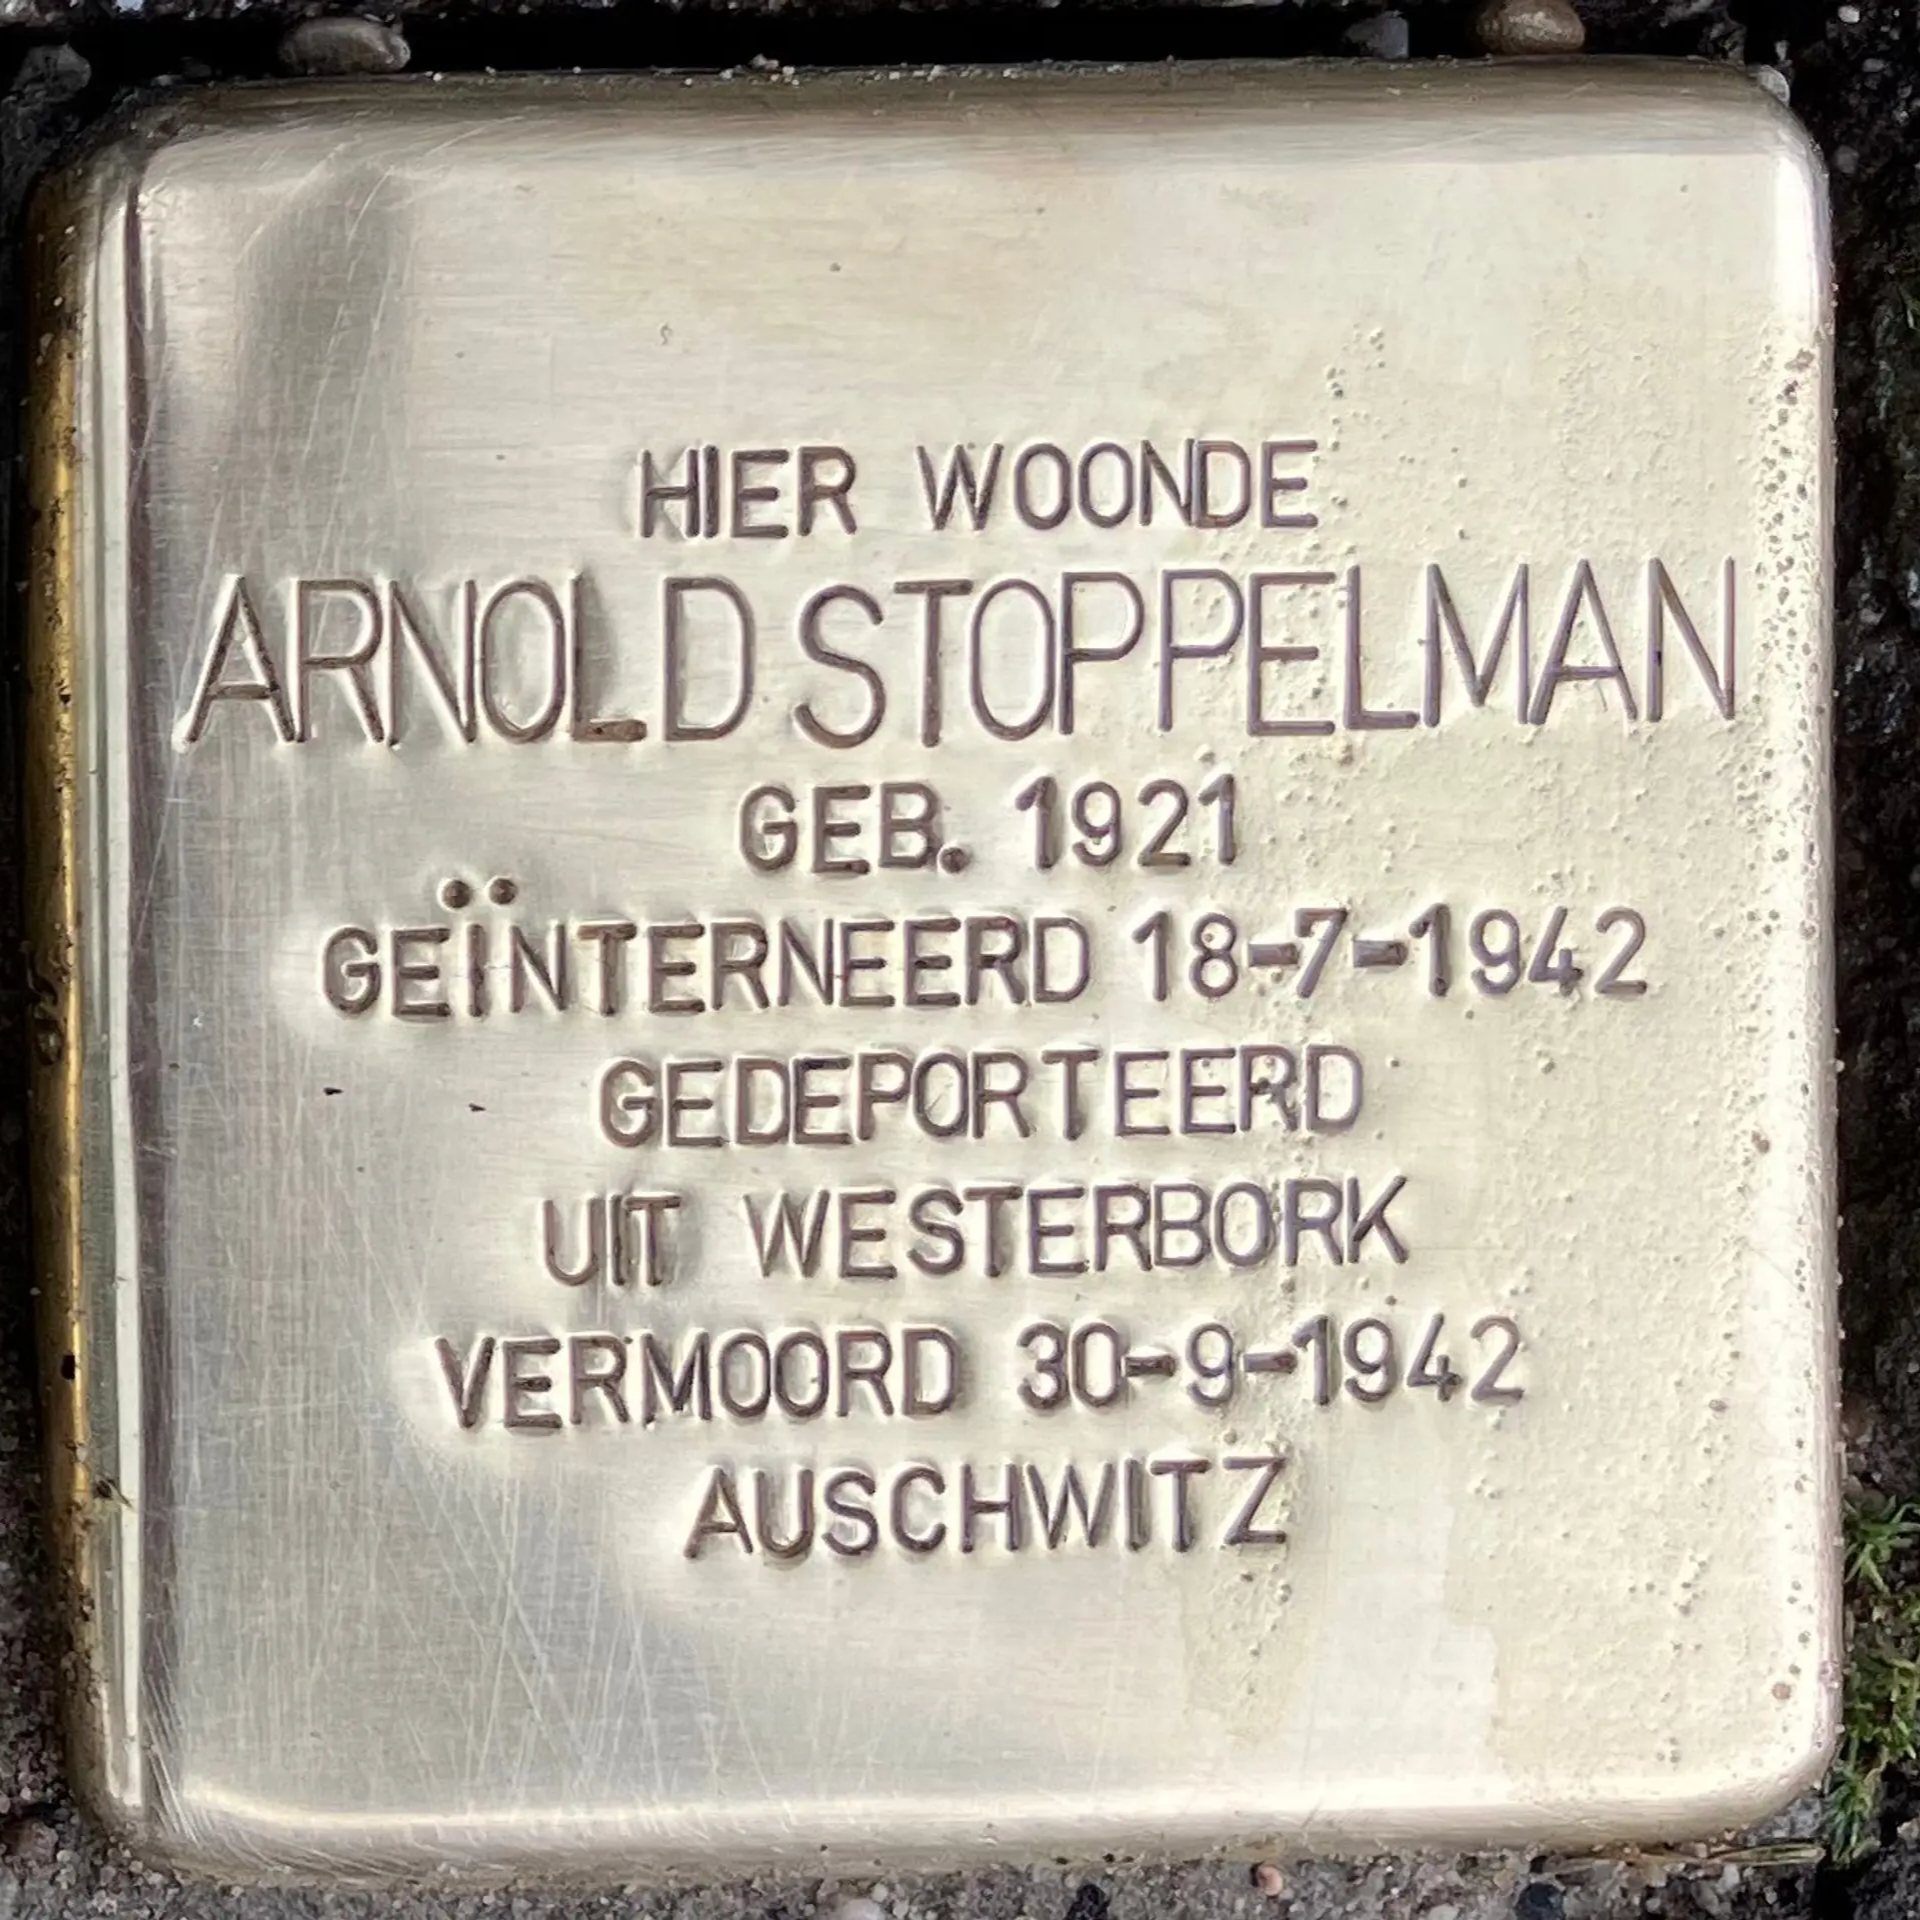 HIER WOONDE
ARNOLD STOPPELMAN
GEB. 1921
GEÏNTERNEERD 18-7-1942
GEDEPORTEERD
UIT WESTERBORK
VERMOORD 30-9-1942
AUSCHWITZ